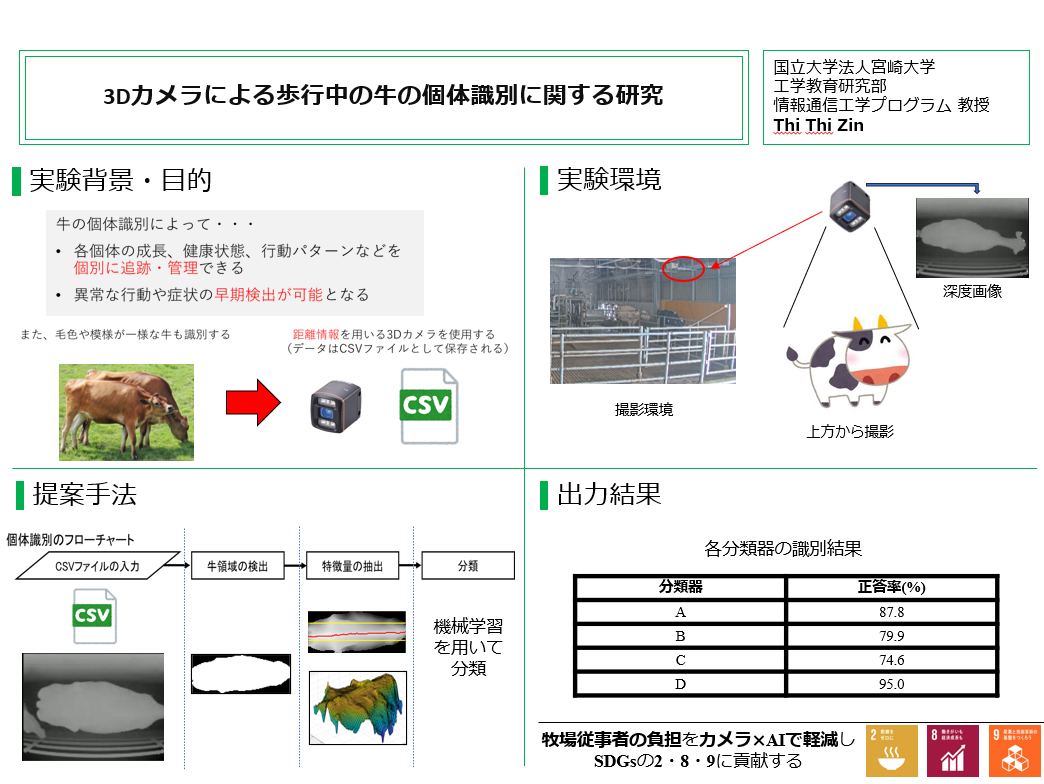 3Dカメラによる歩行中の牛の個体識別に関する研究
国立大学法人宮崎大学
工学教育研究部
情報通信工学プログラム 教授
Thi Thi Zin
実験背景・目的
牛の個体識別によって・・・
• 各個体の成長、健康状態、行動パターンなどを
個別に追跡・管理できる
• 異常な行動や症状の早期検出が可能となる
また、毛色や模様が一様な牛も識別する
距離情報を用いる3Dカメラを使用する
（データはCSVファイルとして保存される）
CSV
実験環境
深度画像
撮影環境
上方から撮影
提案手法
個体識別のフローチャート
CSVファイルの入力
牛領域の検出
特徴量の抽出
分類
CSV
機械学習
を用いて
分類
出力結果
各分類器の識別結果
分類器 正答率(%)
A 87.8
B 79.9
C 74.6
D 95.0
牧場従事者の負担をカメラ×AIで軽減し
SDGsの2・8・9に貢献する
2 飢餓をゼロに
8 働きがいも経済成長も
9 産業と技術革新の基盤をつくろう